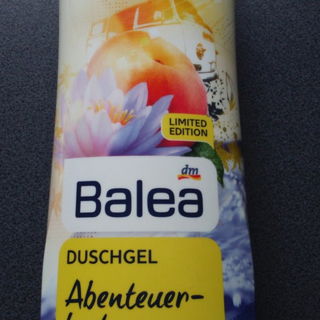 LIMITED
EDITION
dm
Balea
DUSCHGEL
Abenteuer-